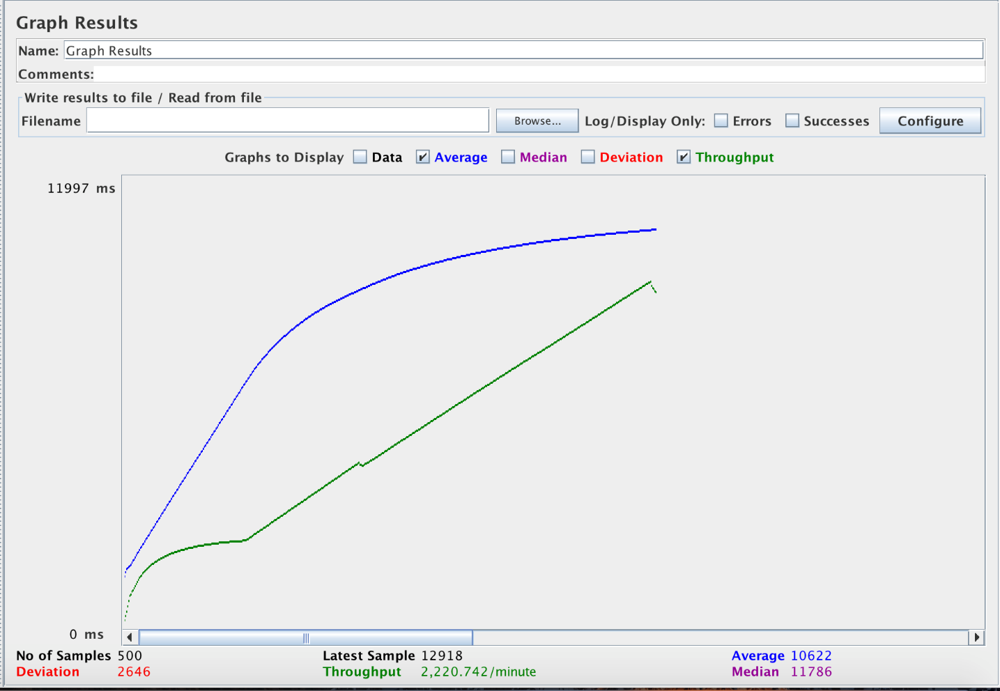 Graph Results
Name: Graph Results
Comments:
Write results to file / Read from file
Filename Browse... Log/Display Only: Errors Successes Configure
Graphs to Display Data Average Median Deviation Throughput
11997 ms
0 ms
No of Samples 500 Latest Sample 12918 Average 10622
Deviation 2646 Throughput 2,220.742/minute Median 11786